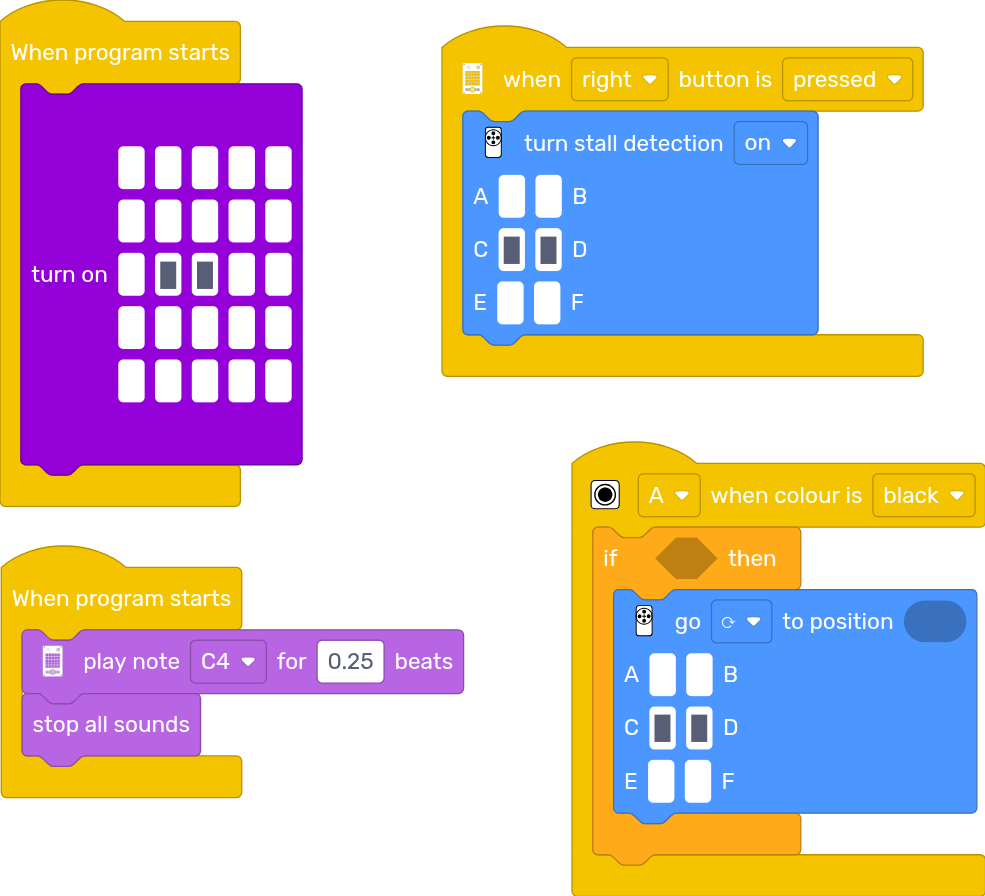 When program starts
turn on
when right button is pressed
turn stall detection on
A B
C D
E F
When program starts
play note C4 for 0.25 beats
stop all sounds
A when colour is black
if then
go to position
A B
C D
E F